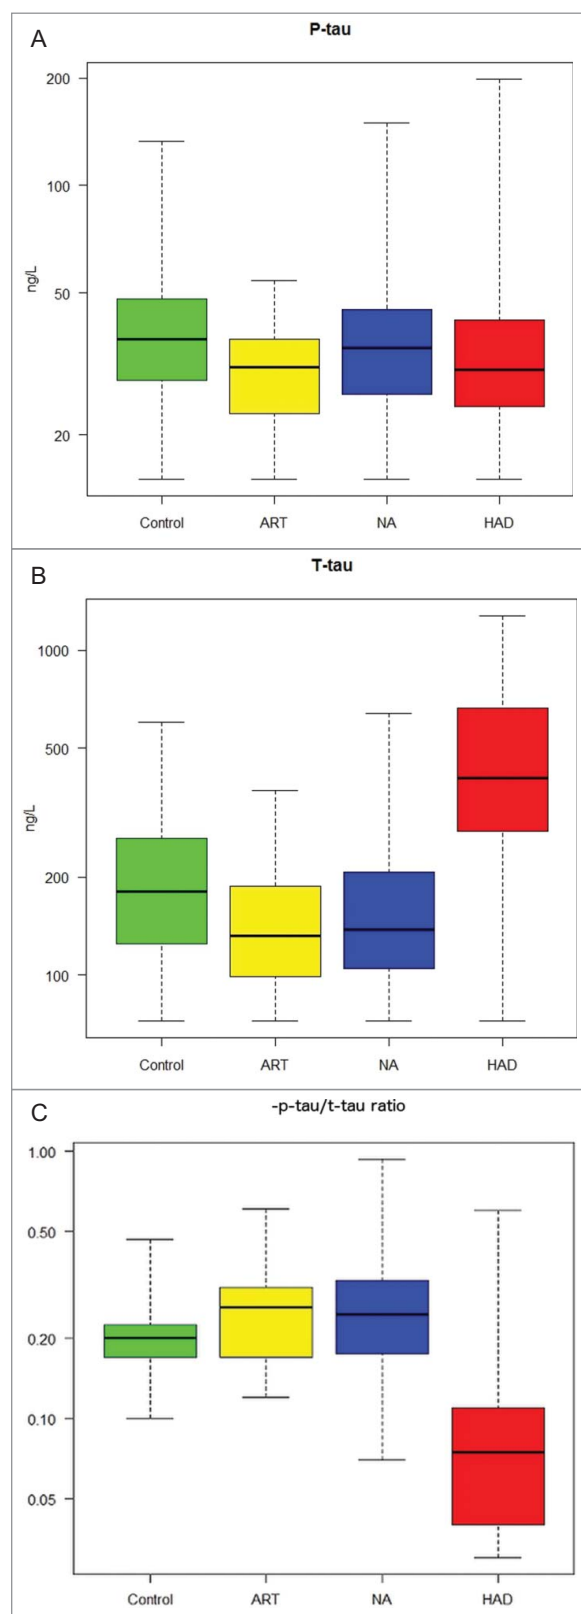 A
P-tau
200
100
50
20
ng/L
Control ART NA HAD
B
T-tau
1000
500
200
100
ng/L
Control ART NA HAD
C
-p-tau/t-tau ratio
1.00
0.50
0.20
0.10
0.05
Control ART NA HAD